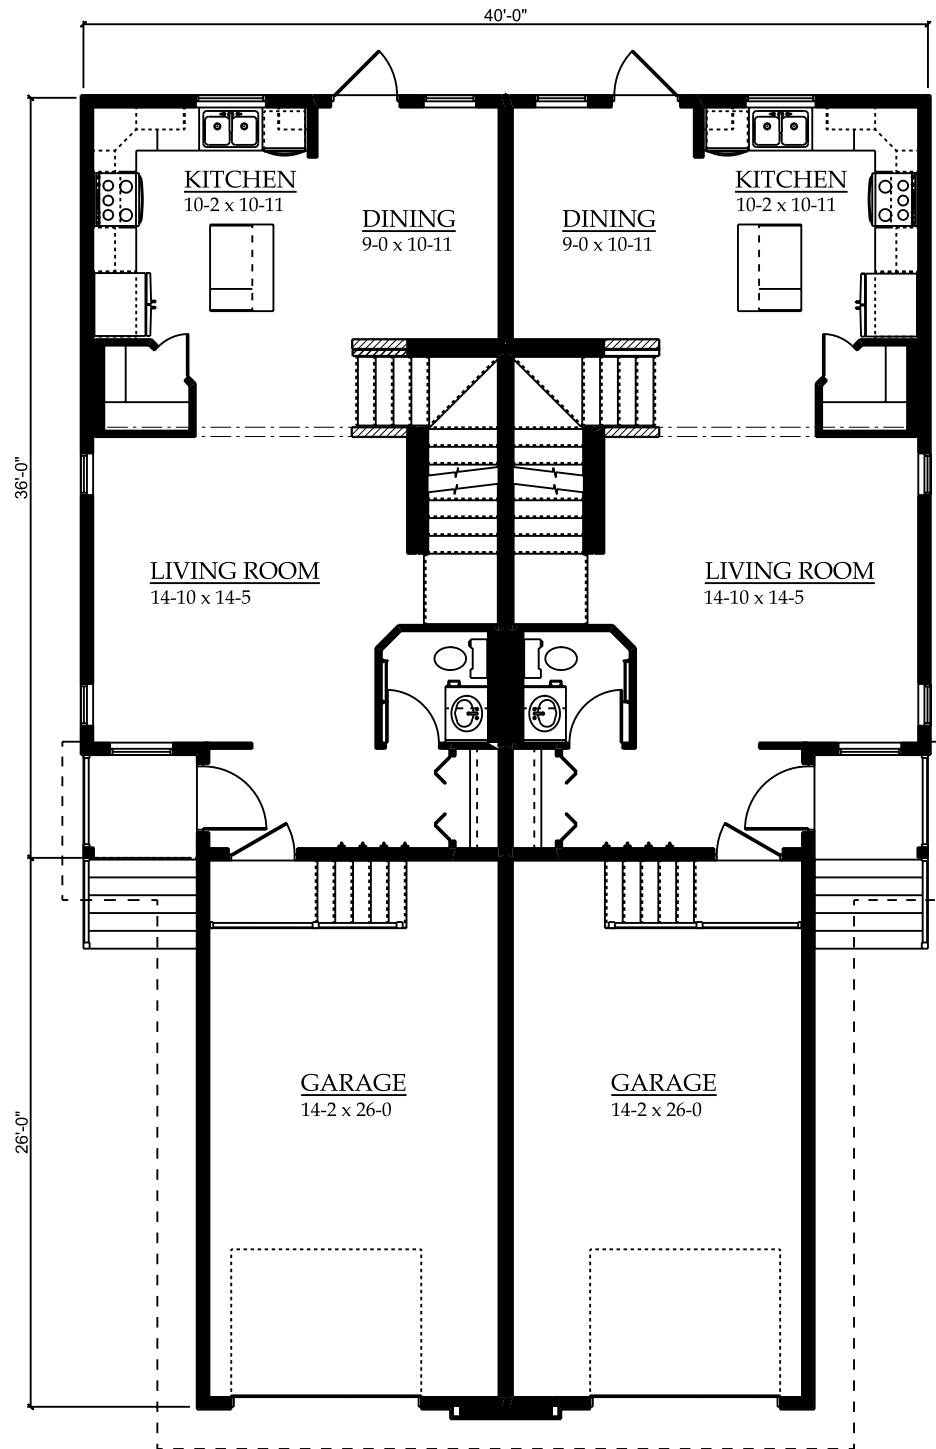 40'-0"
KITCHEN
10-2 x 10-11
KITCHEN
10-2 x 10-11
DINING
9-0 x 10-11
DINING
9-0 x 10-11
36'-0"
LIVING ROOM
14-10 x 14-5
LIVING ROOM
14-10 x 14-5
GARAGE
14-2 x 26-0
GARAGE
14-2 x 26-0
26'-0"